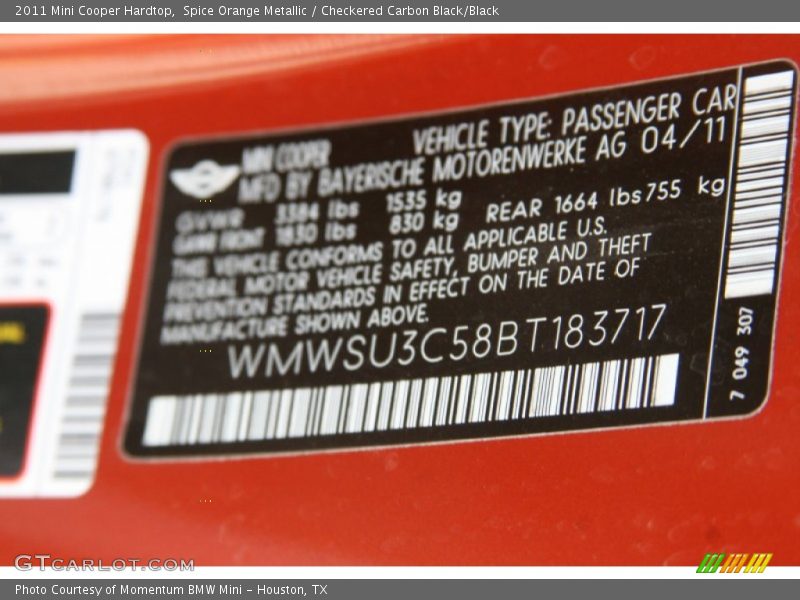 2011 Mini Cooper Hardtop,  Spice Orange Metallic / Checkered Carbon Black/Black
MINI COOPER
VEHICLE TYPE: PASSENGER CAR
MFD BY BAYERISCHE MOTORENWERKE AG 04/11
GVWR 3384 lbs 1535 kg
GAWR FRONT 1830 lbs 830 kg REAR 1664 lbs 755 kg
THIS VEHICLE CONFORMS TO ALL APPLICABLE U.S.
FEDERAL MOTOR VEHICLE SAFETY, BUMPER AND THEFT
PREVENTION STANDARDS IN EFFECT ON THE DATE OF
MANUFACTURE SHOWN ABOVE.
WMWSU3C58BT183717
7 049 307
GTCARLOT.COM
Photo Courtesy of Momentum BMW Mini - Houston, TX